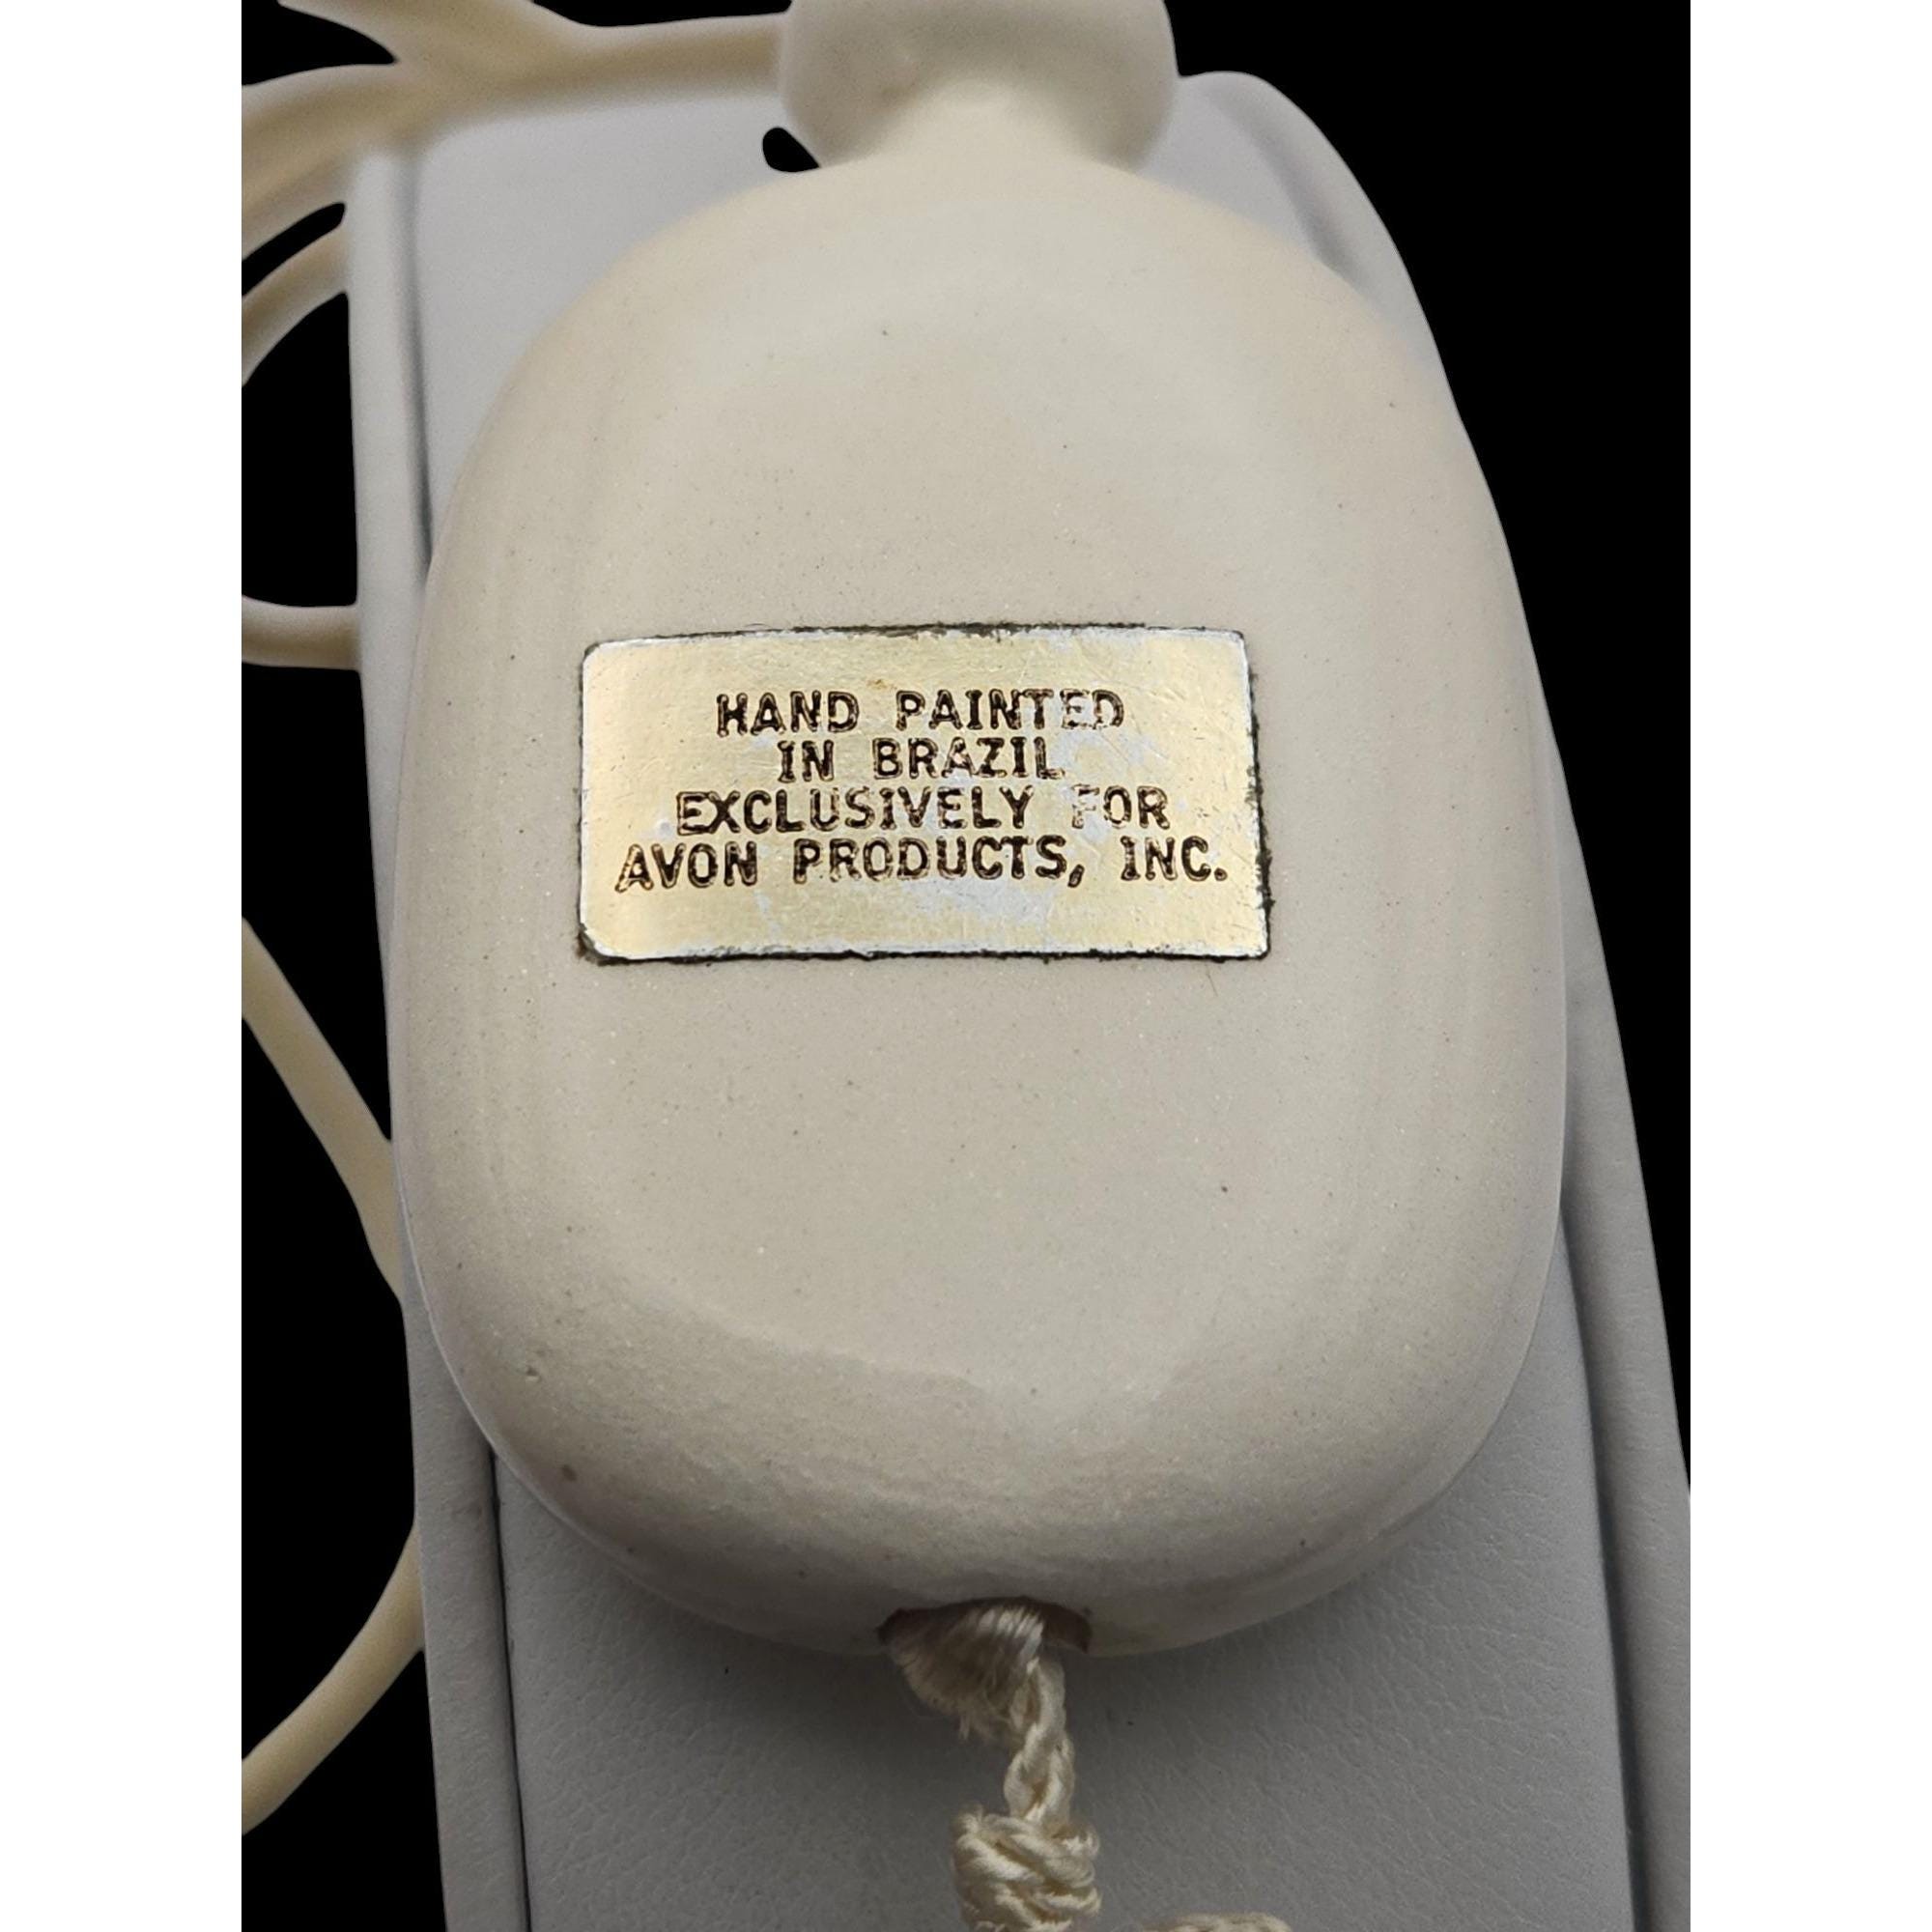 HAND PAINTED
IN BRAZIL
EXCLUSIVELY FOR
AVON PRODUCTS, INC.